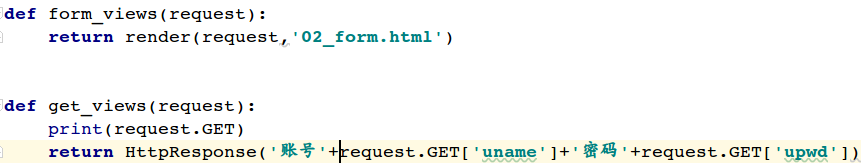 def form_views(request):
    return render(request,'02_form.html')
def get_views(request):
    print(request.GET)
    return HttpResponse('账号'+request.GET['uname']+'密码'+request.GET['upwd'])